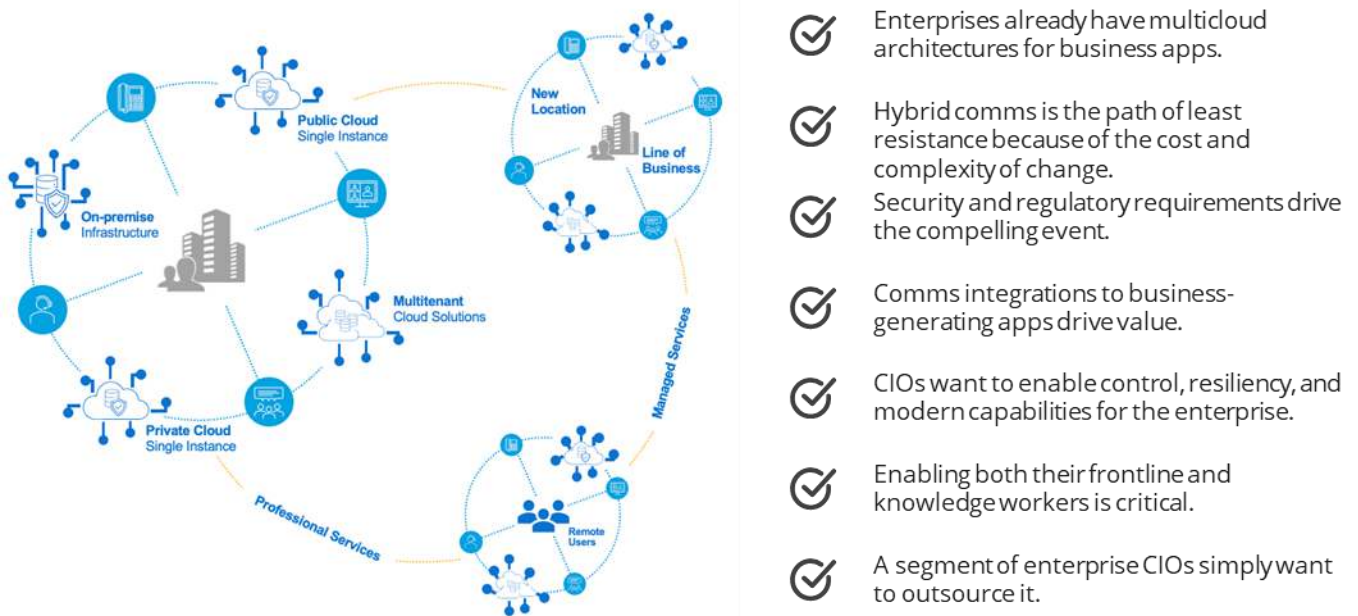 Public Cloud
Single Instance
On-premise
Infrastructure
Multitenant
Cloud Solutions
Private Cloud
Single Instance
New
Location
Line of
Business
Managed Services
Professional Services
Remote
Users
Enterprises already have multicloud
architectures for business apps.
Hybrid comms is the path of least
resistance because of the cost and
complexity of change.
Security and regulatory requirements drive
the compelling event.
Comms integrations to business-
generating apps drive value.
CIOs want to enable control, resiliency, and
modern capabilities for the enterprise.
Enabling both their frontline and
knowledge workers is critical.
A segment of enterprise CIOs simply want
to outsource it.